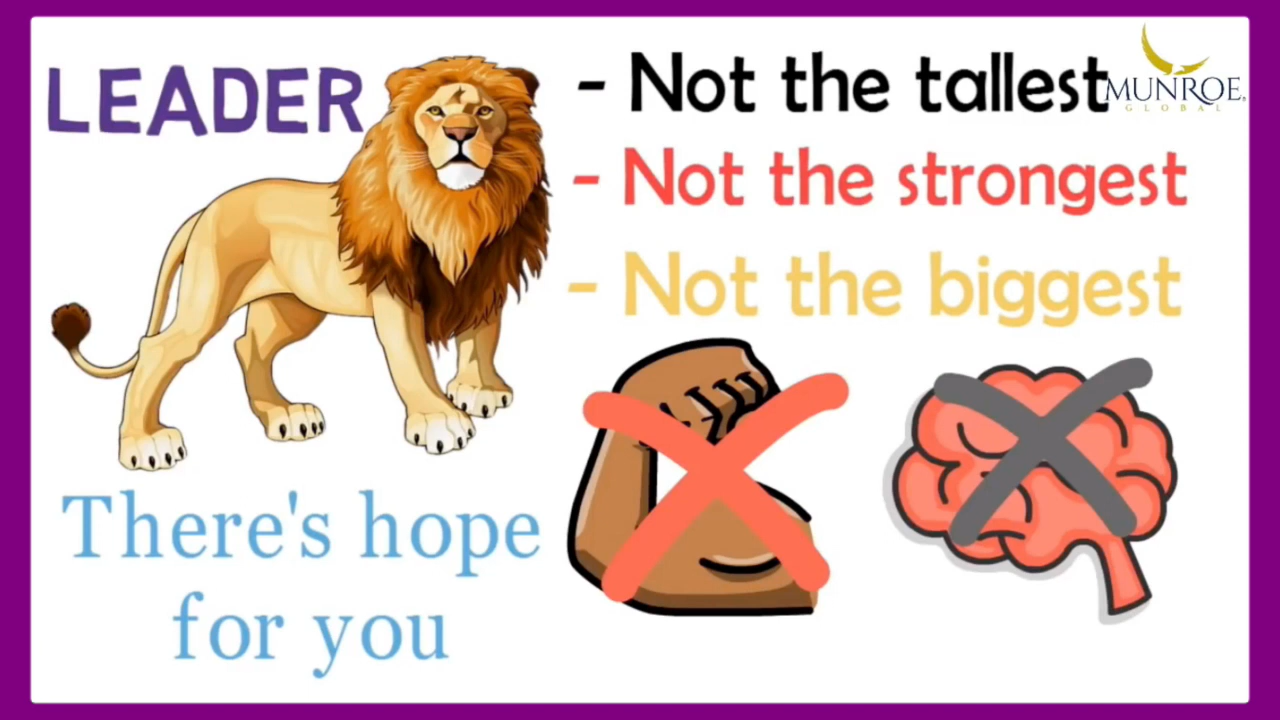 LEADER
- Not the tallest
MUNROE
GLOBAL
- Not the strongest
- Not the biggest
There's hope
for you